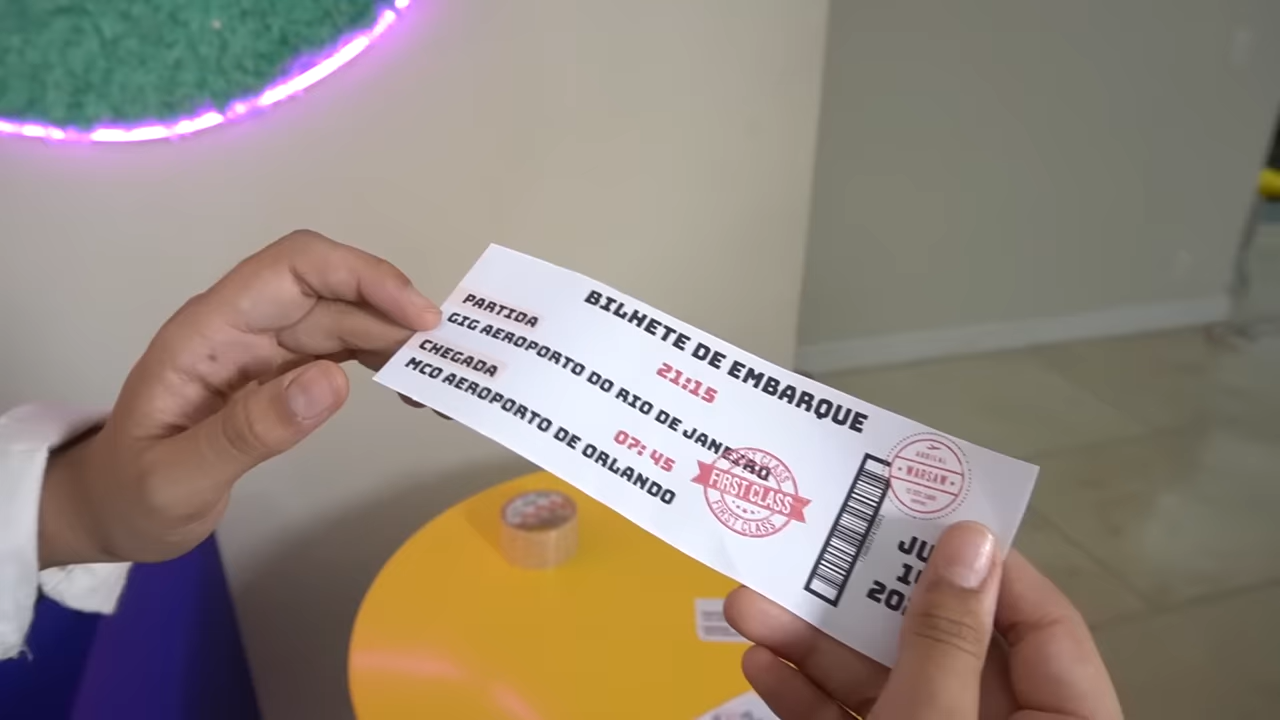 BILHETE DE EMBARQUE
PARTIDA
21:15
GIG AEROPORTO DO RIO DE JANEIRO
CHEGADA
07:45
MCO AEROPORTO DE ORLANDO
FIRST CLASS
FIRST CLASS
FIRST CLASS
WARSAW